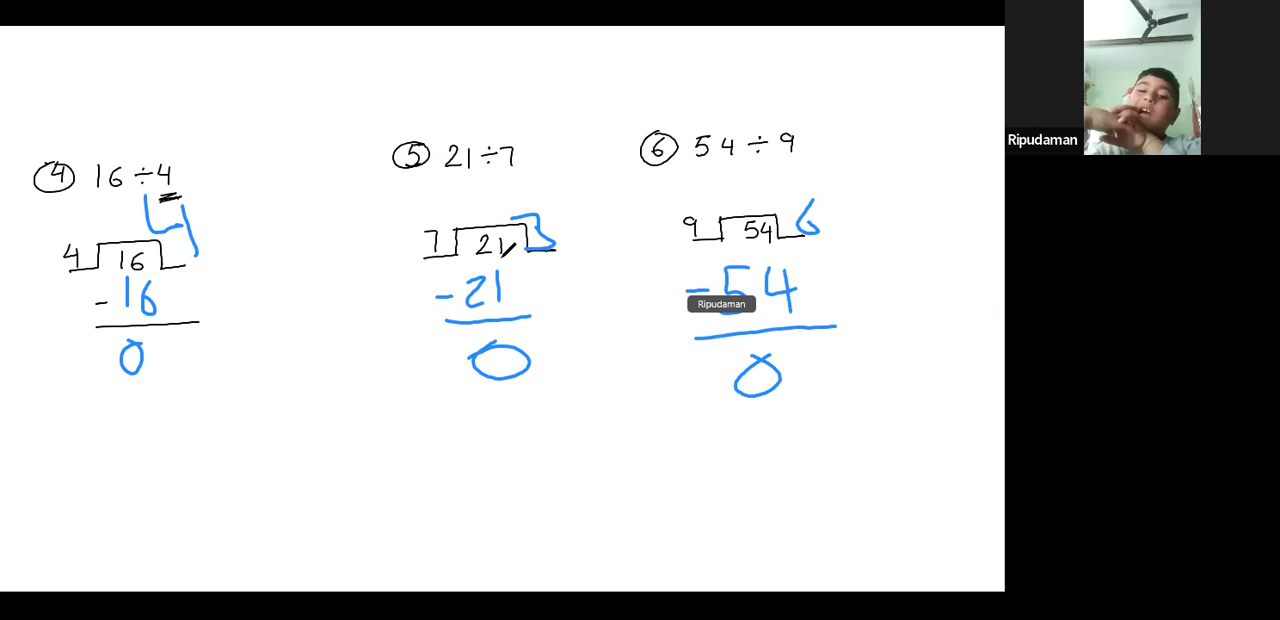 ④ 16 ÷ 4
4
4 16
- 16
0
⑤ 21 ÷ 7
7 21 3
- 21
0
⑥ 54 ÷ 9
9 54 6
- 54
Ripudaman
0
Ripudaman